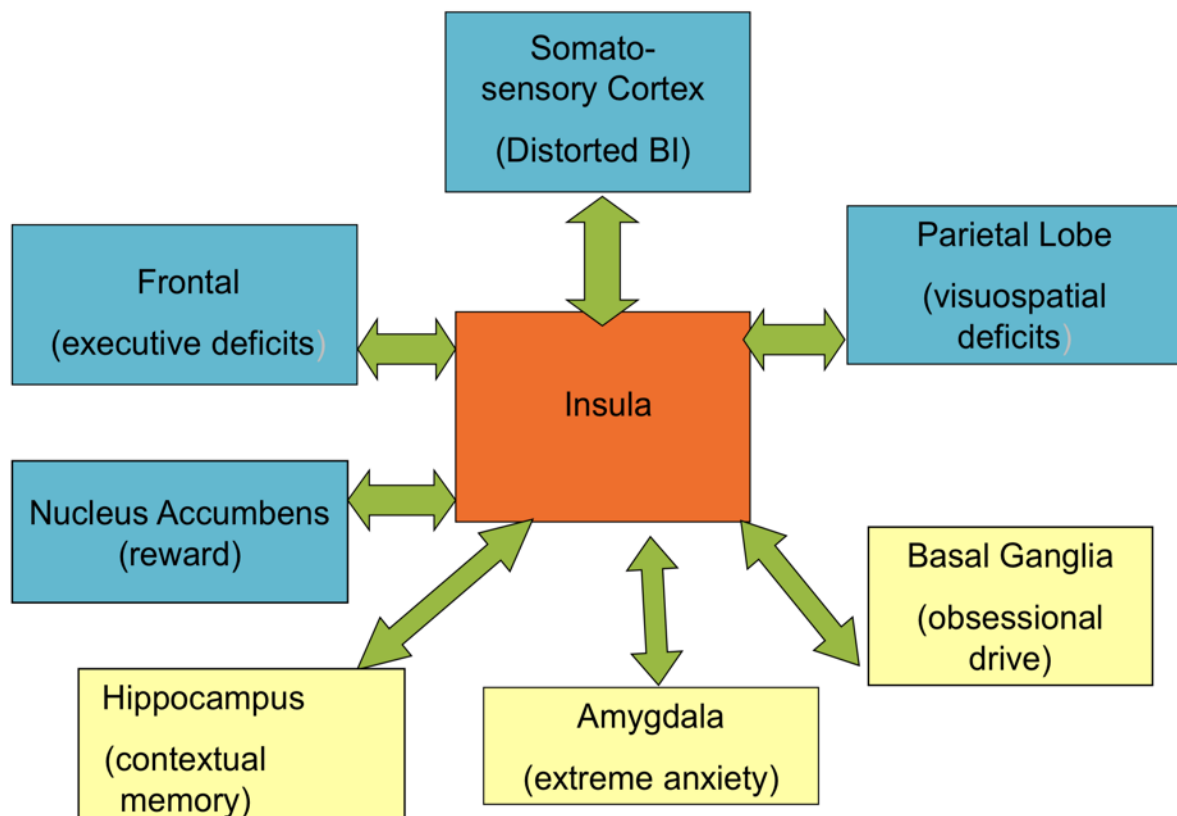 Somato-
sensory Cortex
(Distorted BI)
Frontal
(executive deficits)
Parietal Lobe
(visuospatial
deficits)
Insula
Nucleus Accumbens
(reward)
Basal Ganglia
(obsessional
drive)
Hippocampus
(contextual
memory)
Amygdala
(extreme anxiety)